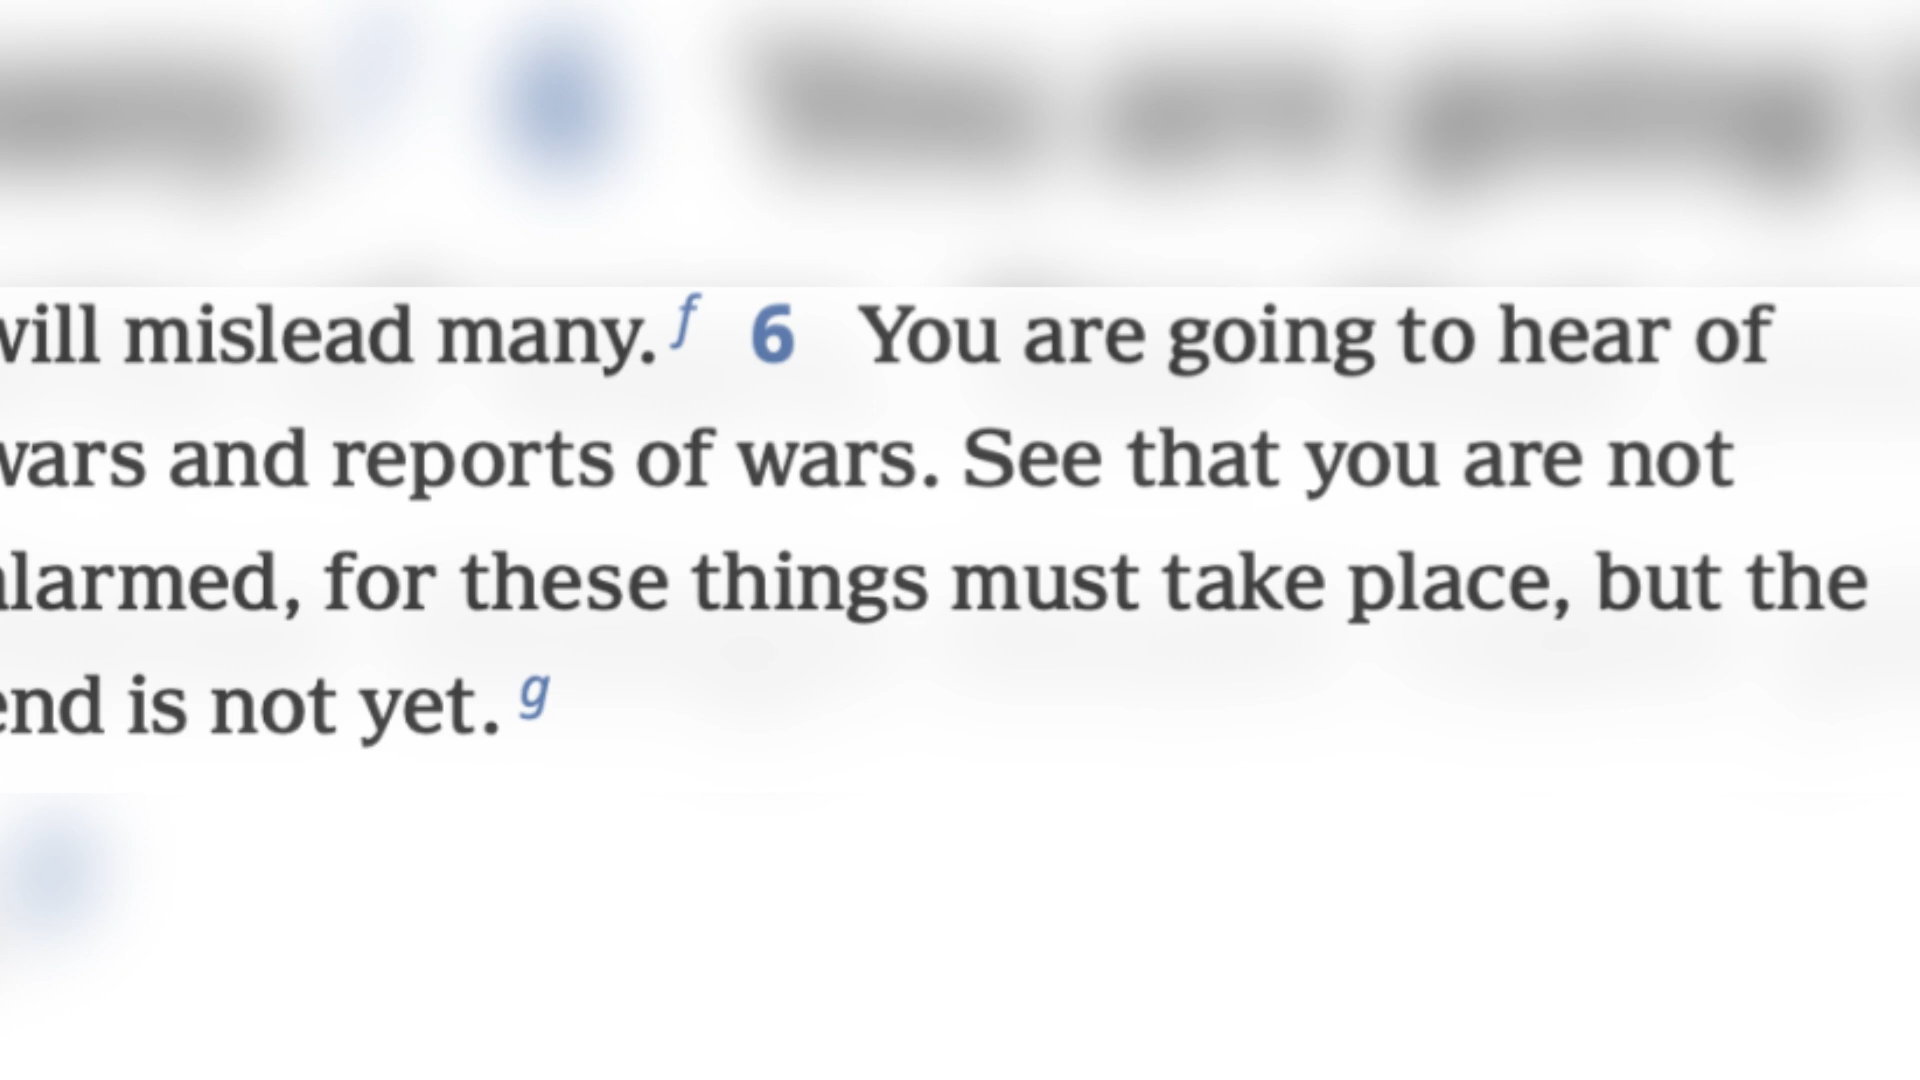 will mislead many. f 6 You are going to hear of
wars and reports of wars. See that you are not
alarmed, for these things must take place, but the
end is not yet. g